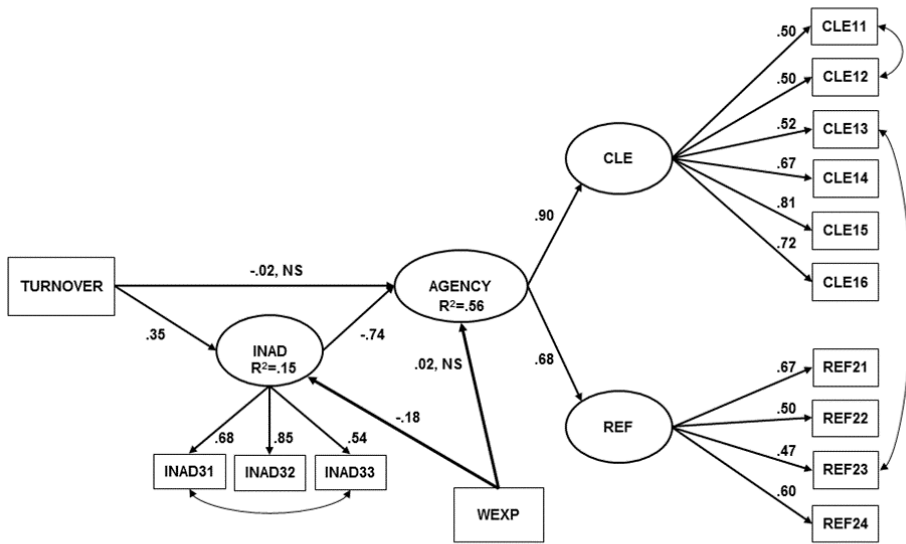 .50
CLE11
.50
CLE12
.52
CLE13
CLE
.67
CLE14
.81
CLE15
.90
.72
CLE16
-.02, NS
TURNOVER
AGENCY
R²=.56
.35
-.74
INAD
R²=.15
.02, NS
.68
.67
REF21
-.18
.50
REF22
REF
.68
.85
.54
.47
REF23
INAD31
INAD32
INAD33
.60
WEXP
REF24